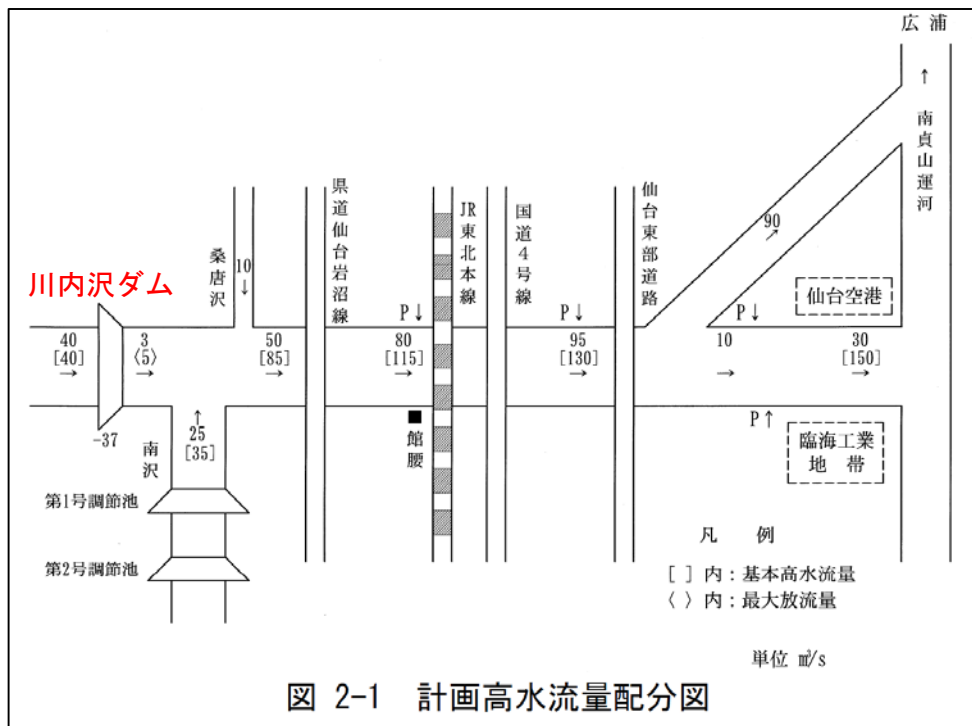 広浦
↑
南貞山運河
県道仙台岩沼線
JR東北本線
国道4号線
仙台東部道路
桑唐沢
10
↓
90
→
川内沢ダム
仙台空港
P↓
P↓
P↓
40
[40]
→
3
〈5〉
→
50
[85]
→
80
[115]
→
95
[130]
→
10
→
30
[150]
→
-37
南沢
↑
25
[35]
■
館腰
P↑
臨海工業
地帯
第1号調節池
第2号調節池
凡例
[ ]内：基本高水流量
〈 〉内：最大放流量
単位 ㎥/s
図 2-1 計画高水流量配分図